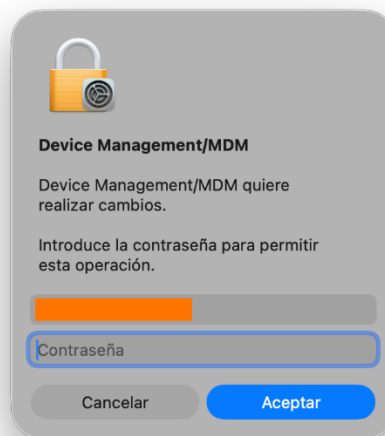 Device Management/MDM
Device Management/MDM quiere
realizar cambios.
Introduce la contraseña para permitir
esta operación.
Contraseña
Cancelar
Aceptar